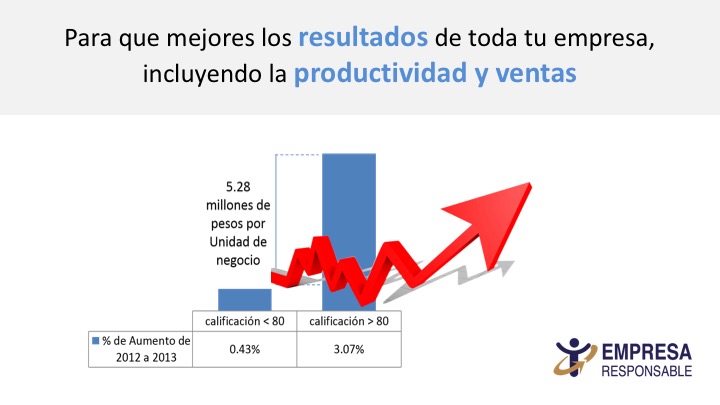 Para que mejores los resultados de toda tu empresa,
incluyendo la productividad y ventas
5.28
millones de
pesos por
Unidad de
negocio
calificación < 80
calificación > 80
% de Aumento de
2012 a 2013
0.43%
3.07%
EMPRESA
RESPONSABLE